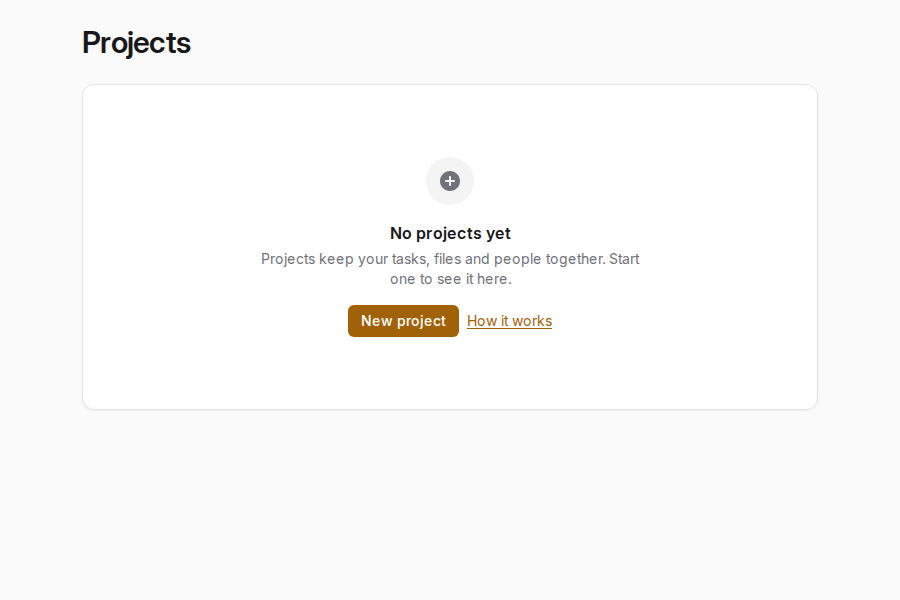 Projects
No projects yet
Projects keep your tasks, files and people together. Start
one to see it here.
New project
How it works